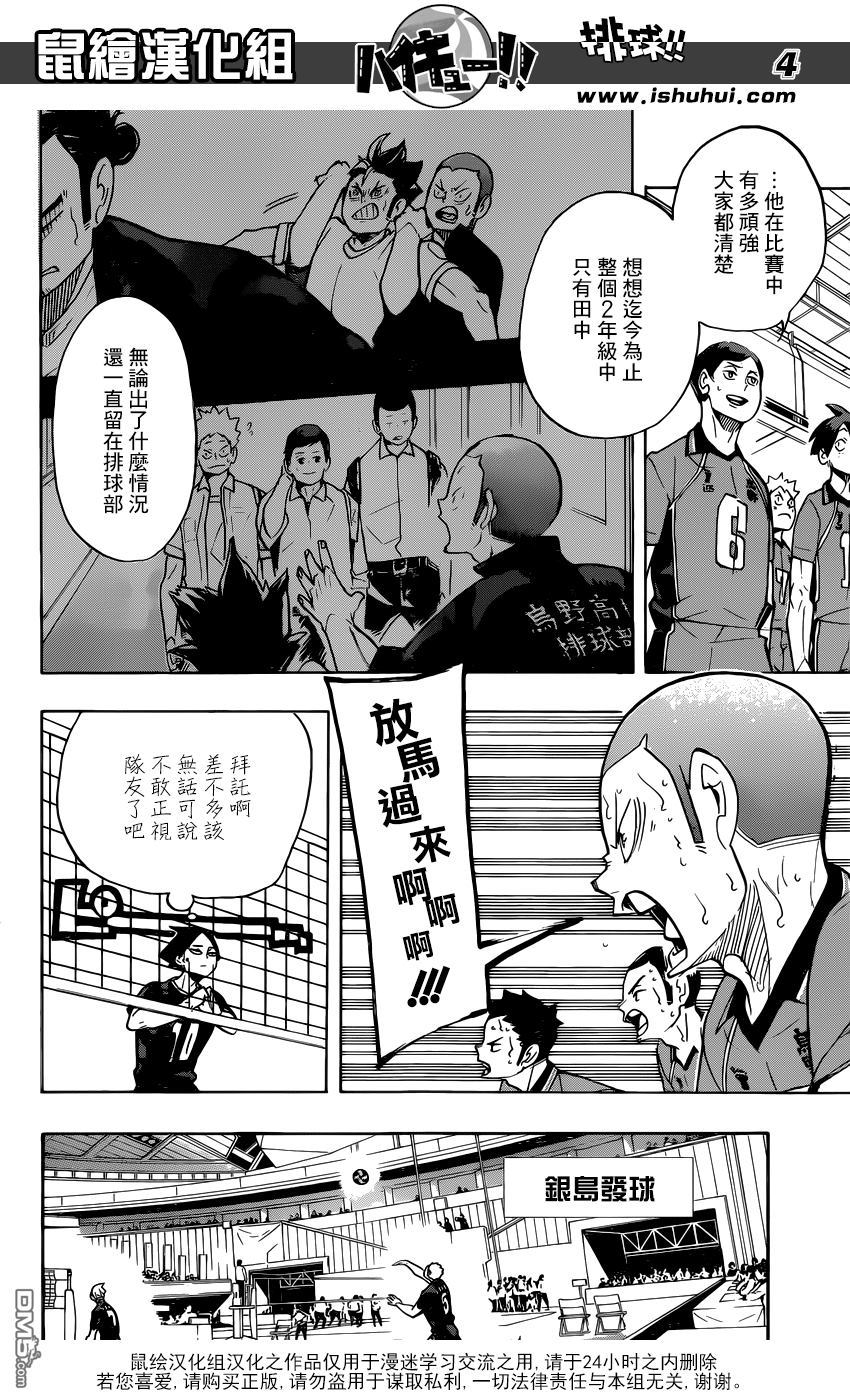 鼠繪漢化組
ハイキュー!!
排球!!
4
www.ishuhui.com
…他在比賽中
有多頑強
大家都清楚
想想迄今為止
整個2年級中
只有田中
無論出了什麼情況
還一直留在排球部
6
1
烏野高
排球部
放馬過來啊啊啊!!!
拜託啊
差不多該
無話可說
不敢正視
隊友了吧
10
銀島發球
DM5
鼠绘汉化组汉化之作品仅用于漫迷学习交流之用, 请于24小时之内删除
若您喜爱, 请购买正版, 请勿盗用于谋取私利, 一切法律责任与本组无关, 谢谢。